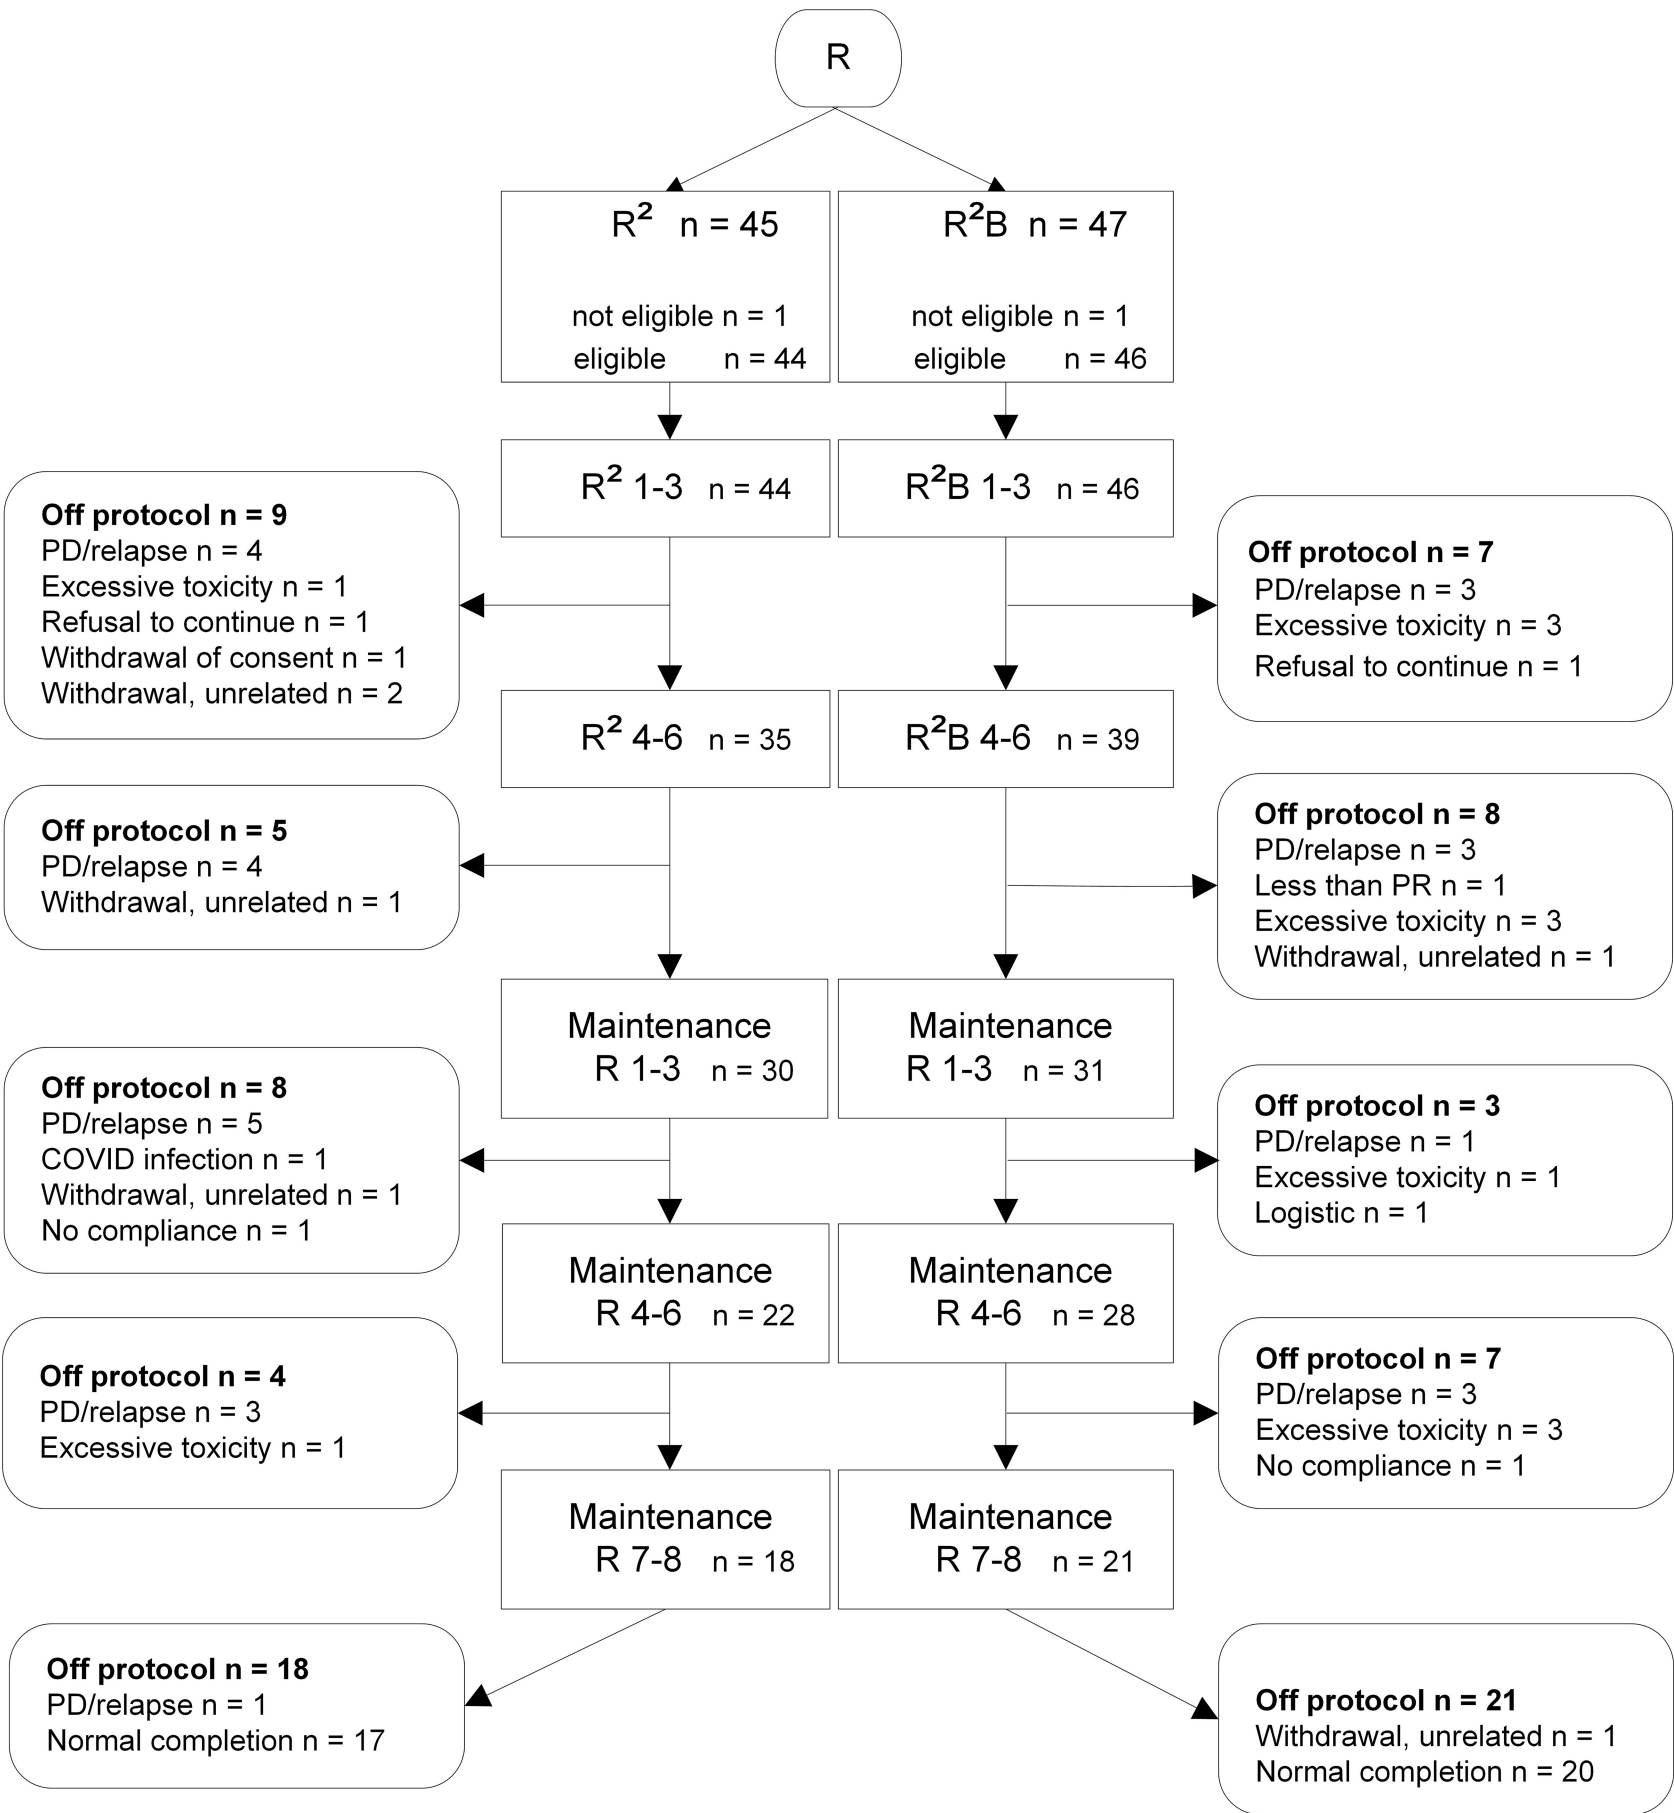 R
R² n = 45
not eligible n = 1
eligible n = 44
R²B n = 47
not eligible n = 1
eligible n = 46
R² 1-3 n = 44
R²B 1-3 n = 46
Off protocol n = 9
PD/relapse n = 4
Excessive toxicity n = 1
Refusal to continue n = 1
Withdrawal of consent n = 1
Withdrawal, unrelated n = 2
Off protocol n = 7
PD/relapse n = 3
Excessive toxicity n = 3
Refusal to continue n = 1
R² 4-6 n = 35
R²B 4-6 n = 39
Off protocol n = 5
PD/relapse n = 4
Withdrawal, unrelated n = 1
Off protocol n = 8
PD/relapse n = 3
Less than PR n = 1
Excessive toxicity n = 3
Withdrawal, unrelated n = 1
Maintenance
R 1-3 n = 30
Maintenance
R 1-3 n = 31
Off protocol n = 8
PD/relapse n = 5
COVID infection n = 1
Withdrawal, unrelated n = 1
No compliance n = 1
Off protocol n = 3
PD/relapse n = 1
Excessive toxicity n = 1
Logistic n = 1
Maintenance
R 4-6 n = 22
Maintenance
R 4-6 n = 28
Off protocol n = 4
PD/relapse n = 3
Excessive toxicity n = 1
Off protocol n = 7
PD/relapse n = 3
Excessive toxicity n = 3
No compliance n = 1
Maintenance
R 7-8 n = 18
Maintenance
R 7-8 n = 21
Off protocol n = 18
PD/relapse n = 1
Normal completion n = 17
Off protocol n = 21
Withdrawal, unrelated n = 1
Normal completion n = 20